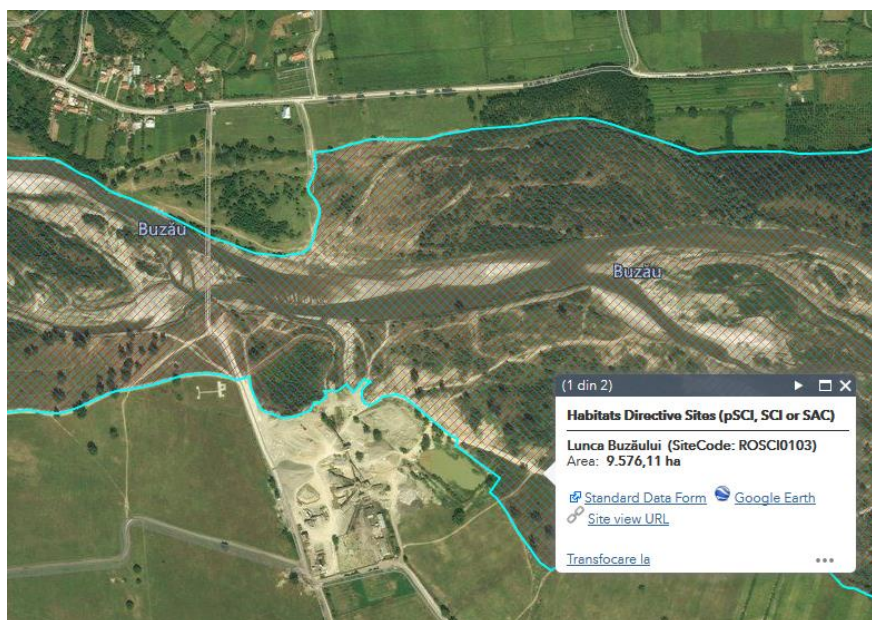 Buzău
Buzău
(1 din 2)
Habitats Directive Sites (pSCI, SCI or SAC)
Lunca Buzăului (SiteCode: ROSCI0103)
Area: 9.576,11 ha
Standard Data Form Google Earth
Site view URL
Transfocare la